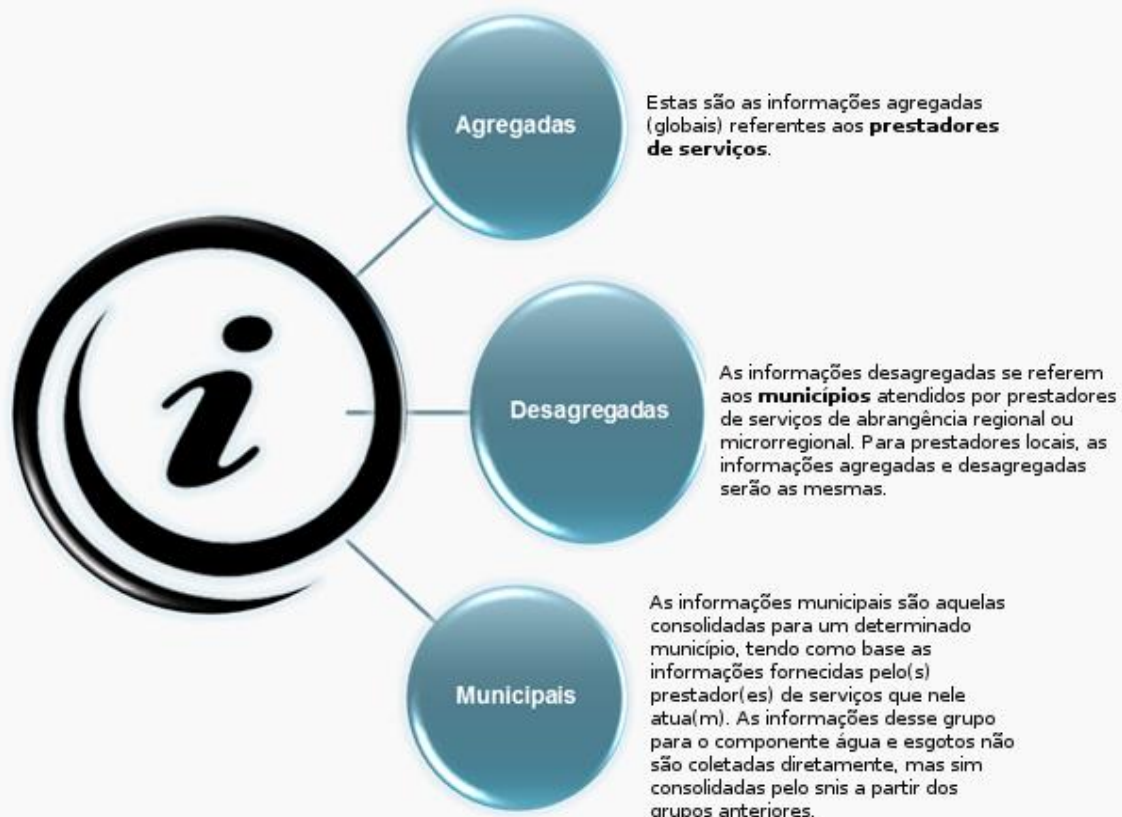 Agregadas
Estas são as informações agregadas
(globais) referentes aos prestadores
de serviços.
Desagregadas
As informações desagregadas se referem
aos municípios atendidos por prestadores
de serviços de abrangência regional ou
microrregional. Para prestadores locais, as
informações agregadas e desagregadas
serão as mesmas.
Municipais
As informações municipais são aquelas
consolidadas para um determinado
município, tendo como base as
informações fornecidas pelo(s)
prestador(es) de serviços que nele
atua(m). As informações desse grupo
para o componente água e esgotos não
são coletadas diretamente, mas sim
consolidadas pelo snis a partir dos
grupos anteriores.